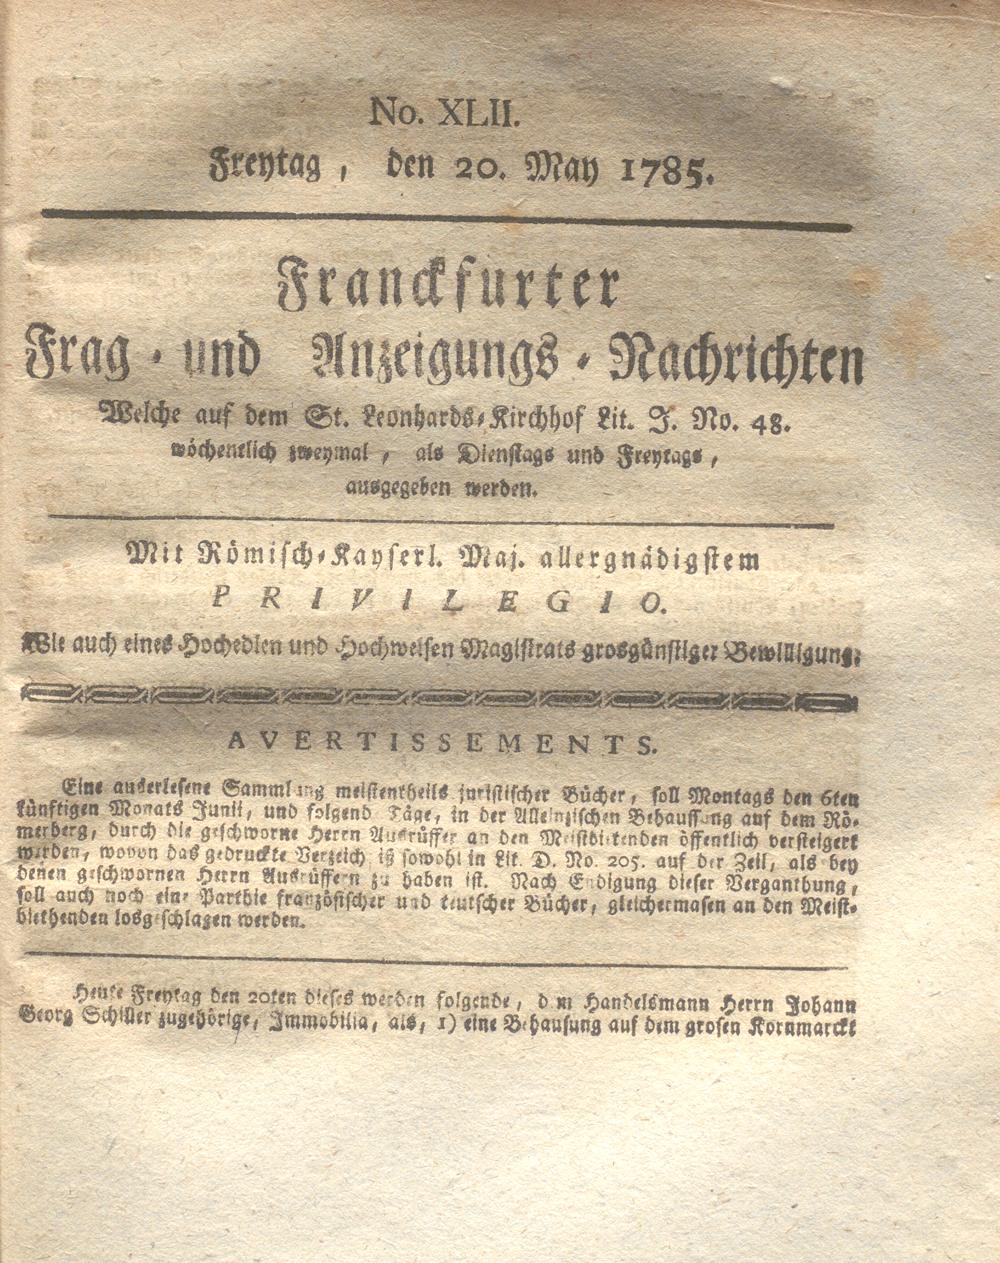 No. XLII.
Freytag, den 20. May 1785.
Franckfurter
Frag - und Anzeigungs - Nachrichten
Welche auf dem St. Leonhards-Kirchhof Lit. J. No. 48.
wöchentlich zweymal, als Dienstags und Freytags,
ausgegeben werden.
Mit Römisch-Kayserl. Maj. allergnädigstem
PRIVILEGIO.
Wie auch eines Hochedlen und Hochweisen Magistrats grosgünstiger Bewilligung.
AVERTISSEMENTS.
Eine auserlesene Sammlung meistentheils juristischer Bücher, soll Montags den 6ten
künftigen Monats Junii, und folgend Täge, in der Alleinzischen Behausung auf dem Rö-
merberg, durch die geschworne Herrn Ausrüffer an den Meistbietenden öffentlich versteigert
werden, wovon das gedruckte Verzeichniß sowohl in Lit. D. No. 205. auf der Zeil, als bey
denen geschwornen Herrn Ausrüffern zu haben ist. Nach Endigung dieser Verganthung,
soll auch noch eine Parthie französischer und teutscher Bücher, gleichermasen an den Meist-
biethenden losgeschlagen werden.
Heute Freytag den 20ten dieses werden folgende, dem Handelsmann Herrn Johann
Georg Schiller zugehörige, Immobilia, als, 1) eine Behausung auf dem grosen Kornmarckt